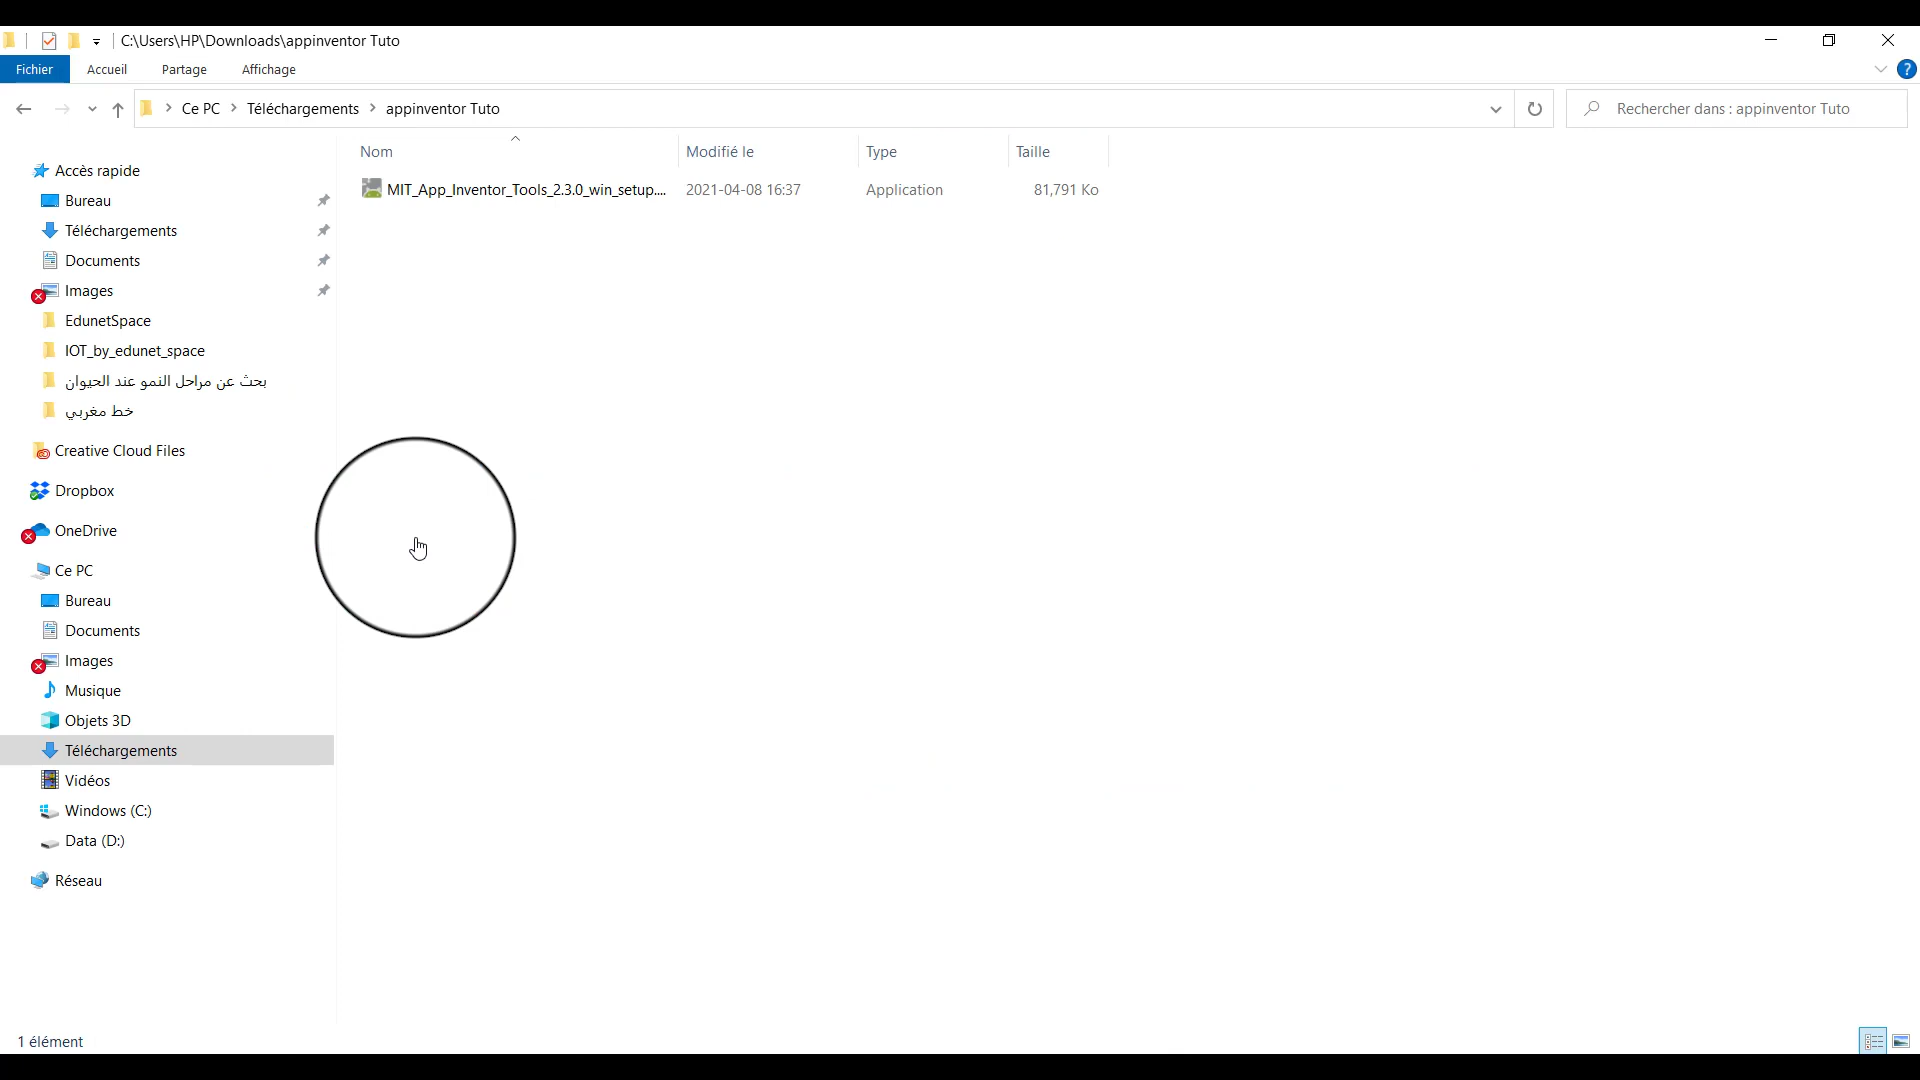 C:\Users\HP\Downloads\appinventor Tuto
Fichier Accueil Partage Affichage
?
Ce PC Téléchargements appinventor Tuto
Rechercher dans : appinventor Tuto
Nom Modifié le Type Taille
MIT_App_Inventor_Tools_2.3.0_win_setup.... 2021-04-08 16:37 Application 81,791 Ko
Accès rapide
Bureau
Téléchargements
Documents
Images
EdunetSpace
IOT_by_edunet_space
بحث عن مراحل النمو عند الحيوان
خط مغربي
Creative Cloud Files
Dropbox
OneDrive
Ce PC
Bureau
Documents
Images
Musique
Objets 3D
Téléchargements
Vidéos
Windows (C:)
Data (D:)
Réseau
1 élément